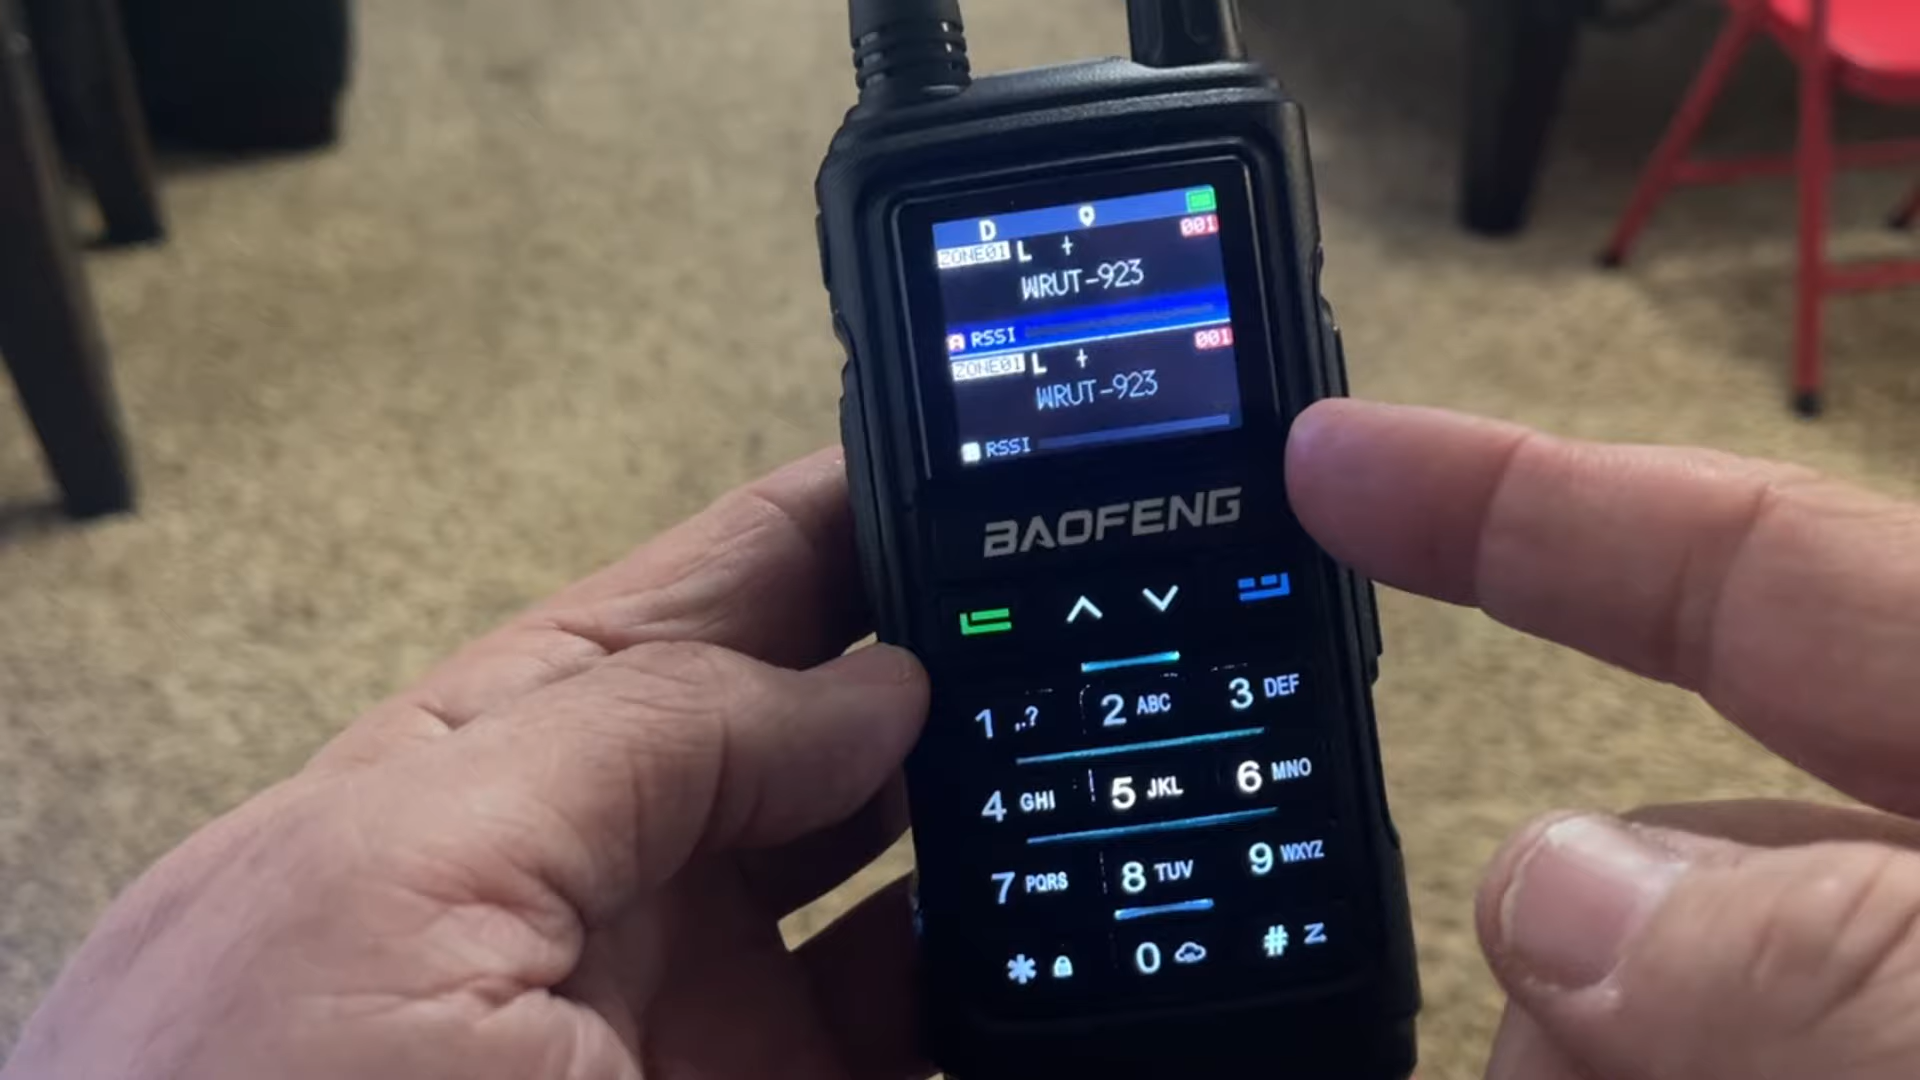 D
001
ZONE01 L +
WRUT-923
A RSSI
001
ZONE01 L +
WRUT-923
RSSI
BAOFENG
1 ,.? 2 ABC 3 DEF
4 GHI 5 JKL 6 MNO
7 PQRS 8 TUV 9 WXYZ
* 0 #